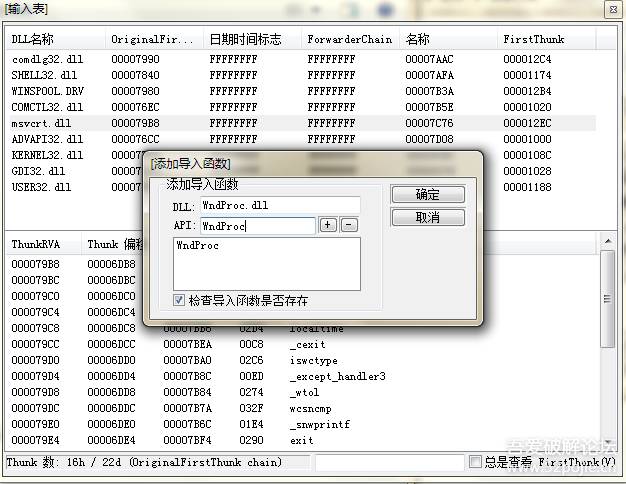 [输入表]
DLL名称 OriginalFir... 日期时间标志 ForwarderChain 名称 FirstThunk
comdlg32.dll 00007990 FFFFFFFF FFFFFFFF 00007AAC 000012C4
SHELL32.dll 00007840 FFFFFFFF FFFFFFFF 00007AFA 00001174
WINSPOOL.DRV 00007980 FFFFFFFF FFFFFFFF 00007B3A 000012B4
COMCTL32.dll 000076EC FFFFFFFF FFFFFFFF 00007B5E 00001020
msvcrt.dll 000079B8 FFFFFFFF FFFFFFFF 00007C76 000012EC
ADVAPI32.dll 000076CC FFFFFFFF FFFFFFFF 00007D08 00001000
KERNEL32.dll 0000108C
GDI32.dll 00001028
USER32.dll 00001188
[添加导入函数]
添加导入函数
DLL: WndProc.dll
API: WndProc + -
WndProc
检查导入函数是否存在
确定
取消
ThunkRVA Thunk 偏移
000079B8 00006DB8
000079BC 00006DBC
000079C0 00006DC0
000079C4 00006DC4
000079C8 00006DC8 00007BB6 02D4 localtime
000079CC 00006DCC 00007BEA 00C8 _cexit
000079D0 00006DD0 00007BA0 02C6 iswctype
000079D4 00006DD4 00007B8C 00ED _except_handler3
000079D8 00006DD8 00007B84 0274 _wtol
000079DC 00006DDC 00007B7A 032F wcsncmp
000079E0 00006DE0 00007B6C 01E4 _snwprintf
000079E4 00006DE4 00007BF4 0290 exit
Thunk 数: 16h / 22d (OriginalFirstThunk chain) 总是查看 FirstThunk(V)
吾爱破解论坛
www.52pojie.cn